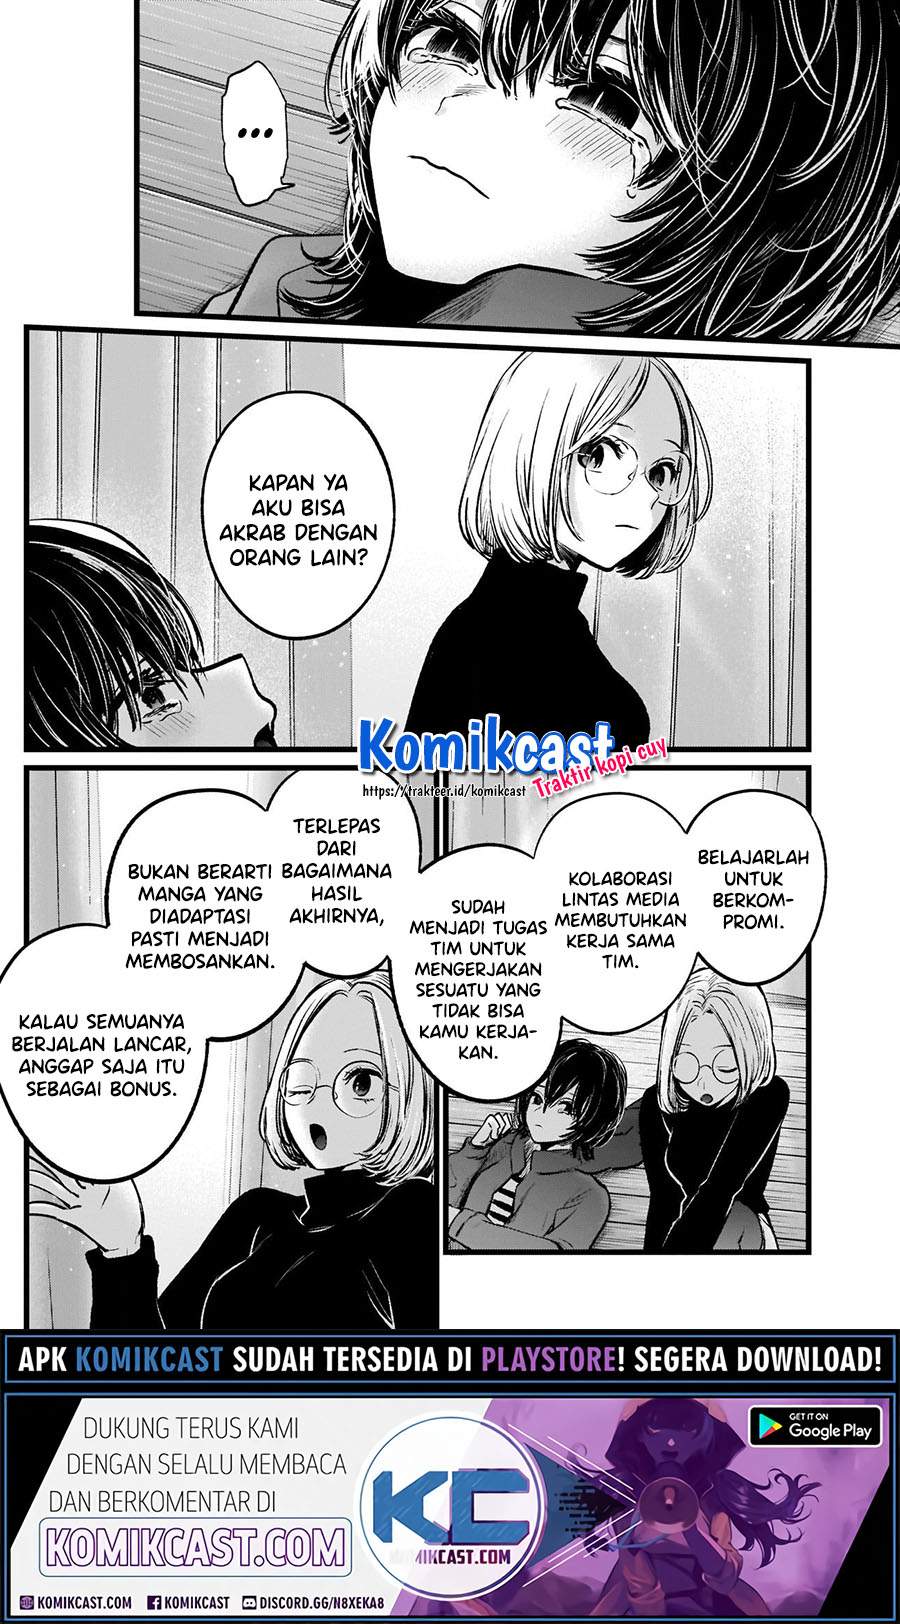 ...
KAPAN YA
AKU BISA
AKRAB DENGAN
ORANG LAIN?
Komikcast
Traktir kopi cuy
https://trakteer.id/komikcast
BELAJARLAH
UNTUK
BERKOM-
PROMI.
KOLABORASI
LINTAS MEDIA
MEMBUTUHKAN
KERJA SAMA
TIM.
SUDAH
MENJADI TUGAS
TIM UNTUK
MENGERJAKAN
SESUATU YANG
TIDAK BISA
KAMU KERJA-
KAN.
TERLEPAS
DARI
BAGAIMANA
HASIL
AKHIRNYA,
BUKAN BERARTI
MANGA YANG
DIADAPTASI
PASTI MENJADI
MEMBOSANKAN.
KALAU SEMUANYA
BERJALAN LANCAR,
ANGGAP SAJA ITU
SEBAGAI BONUS.
APK KOMIKCAST SUDAH TERSEDIA DI PLAYSTORE! SEGERA DOWNLOAD!
DUKUNG TERUS KAMI
DENGAN SELALU MEMBACA
DAN BERKOMENTAR DI
KOMIKCAST.COM
KOMIKCAST.COM
KOMIKCAST
DISCORD.GG/N8XEKA8
KC
KOMIKCAST.COM
GET IT ON
Google Play